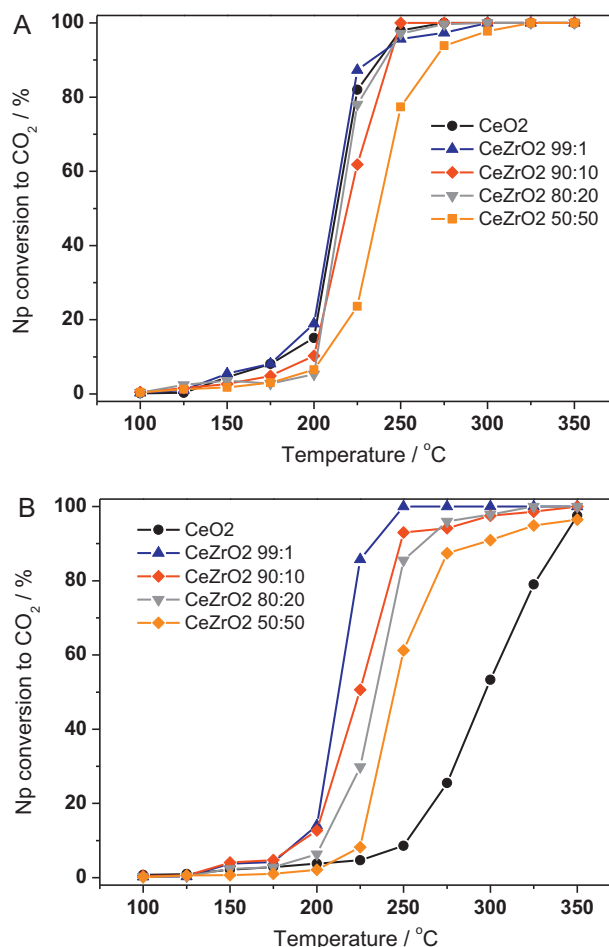 A
100
80
60
40
20
0
Np conversion to CO2 / %
CeO2
CeZrO2 99:1
CeZrO2 90:10
CeZrO2 80:20
CeZrO2 50:50
100 150 200 250 300 350
Temperature / °C
B
100
80
60
40
20
0
Np conversion to CO2 / %
CeO2
CeZrO2 99:1
CeZrO2 90:10
CeZrO2 80:20
CeZrO2 50:50
100 150 200 250 300 350
Temperature / °C